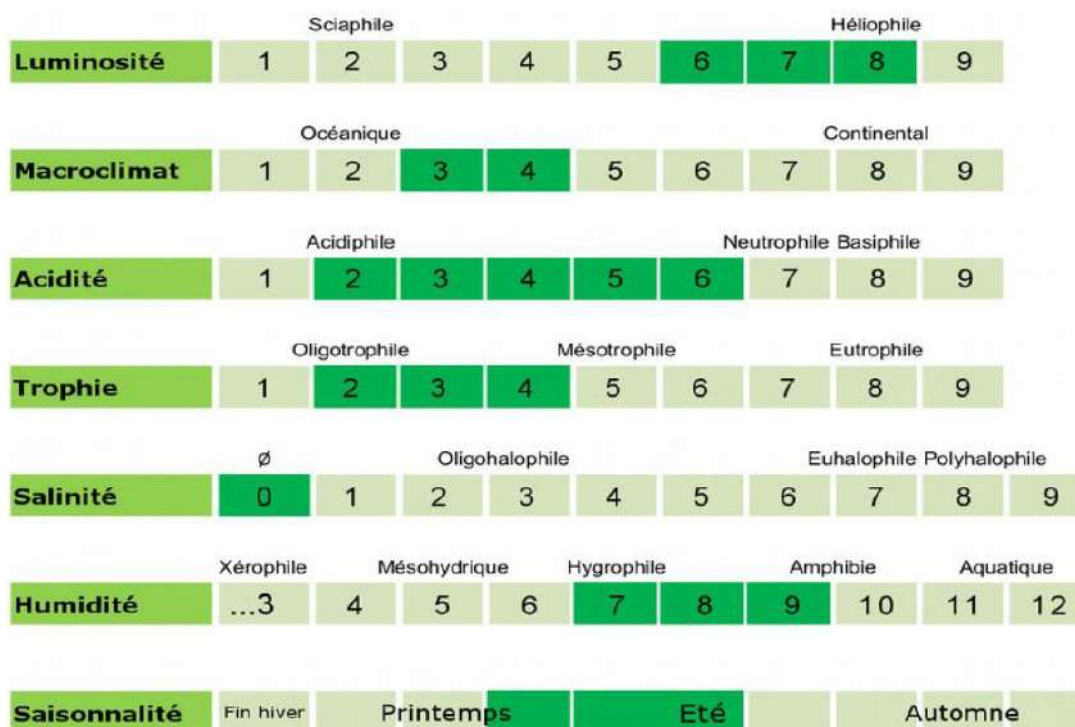 Sciaphile Héliophile
Luminosité 1 2 3 4 5 6 7 8 9
Océanique Continental
Macroclimat 1 2 3 4 5 6 7 8 9
Acidiphile Neutrophile Basiphile
Acidité 1 2 3 4 5 6 7 8 9
Oligotrophile Mésotrophile Eutrophile
Trophie 1 2 3 4 5 6 7 8 9
ø Oligohalophile Euhalophile Polyhalophile
Salinité 0 1 2 3 4 5 6 7 8 9
Xérophile Mésohydrique Hygrophile Amphibie Aquatique
Humidité ...3 4 5 6 7 8 9 10 11 12
Saisonnalité Fin hiver Printemps Eté Automne